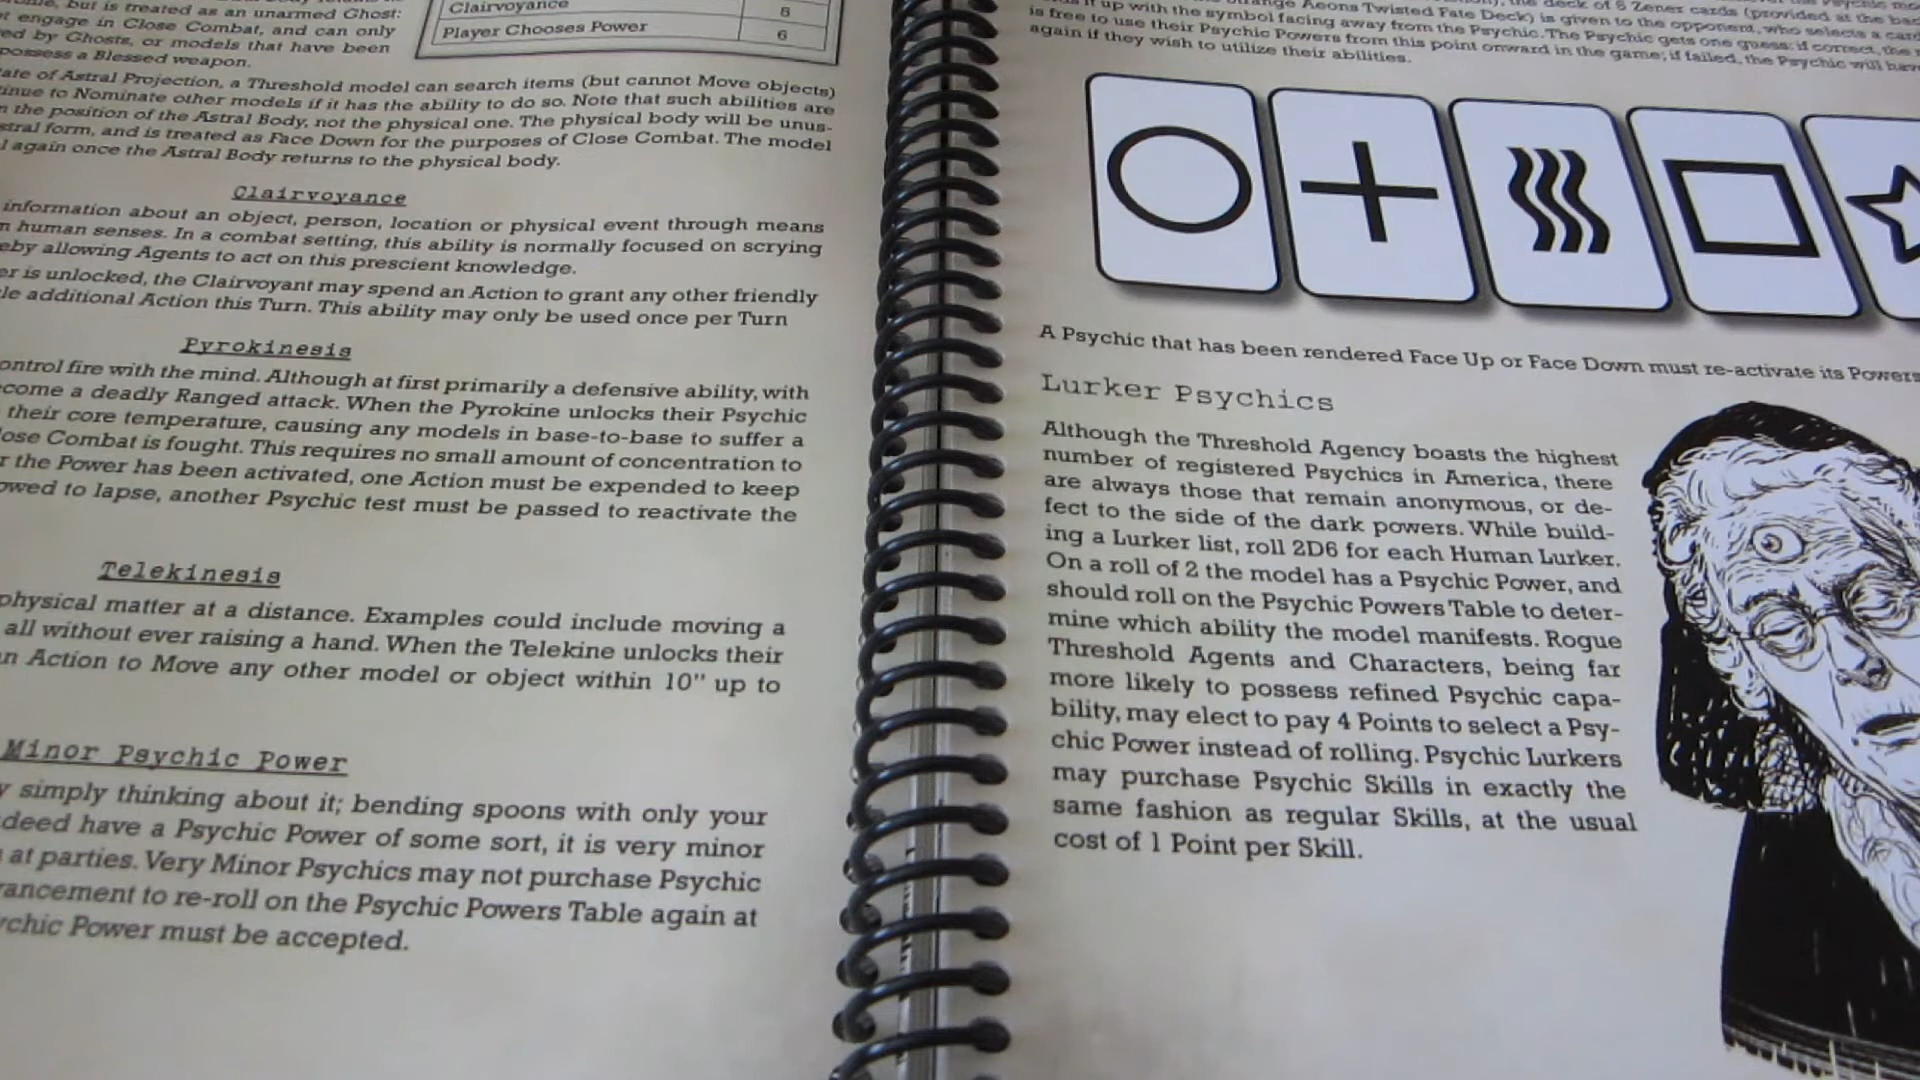 but is treated as an unarmed Ghost:
engage in Close Combat, and can only
by Ghosts, or models that have been
possess a Blessed weapon.
Clairvoyance 5
Player Chooses Power 6
of Astral Projection, a Threshold model can search items (but cannot Move objects)
to Nominate other models if it has the ability to do so. Note that such abilities are
the position of the Astral Body, not the physical one. The physical body will be unus-
form, and is treated as Face Down for the purposes of Close Combat. The model
again once the Astral Body returns to the physical body.
Clairvoyance
information about an object, person, location or physical event through means
human senses. In a combat setting, this ability is normally focused on scrying
allowing Agents to act on this prescient knowledge.
is unlocked, the Clairvoyant may spend an Action to grant any other friendly
additional Action this Turn. This ability may only be used once per Turn
Pyrokinesis
control fire with the mind. Although at first primarily a defensive ability, with
become a deadly Ranged attack. When the Pyrokine unlocks their Psychic
their core temperature, causing any models in base-to-base to suffer a
Close Combat is fought. This requires no small amount of concentration to
the Power has been activated, one Action must be expended to keep
to lapse, another Psychic test must be passed to reactivate the
Telekinesis
physical matter at a distance. Examples could include moving a
all without ever raising a hand. When the Telekine unlocks their
an Action to Move any other model or object within 10" up to
Minor Psychic Power
simply thinking about it; bending spoons with only your
have a Psychic Power of some sort, it is very minor
at parties. Very Minor Psychics may not purchase Psychic
to re-roll on the Psychic Powers Table again at
Power must be accepted.
Aeons Twisted Fate Deck) is given to the opponent, who selects a card
it up with the symbol facing away from the Psychic. The Psychic gets one guess: if correct, the
is free to use their Psychic Powers from this point onward in the game; if failed, the Psychic will have
again if they wish to utilize their abilities.
A Psychic that has been rendered Face Up or Face Down must re-activate its Powers
Lurker Psychics
Although the Threshold Agency boasts the highest
number of registered Psychics in America, there
are always those that remain anonymous, or de-
fect to the side of the dark powers. While build-
ing a Lurker list, roll 2D6 for each Human Lurker.
On a roll of 2 the model has a Psychic Power, and
should roll on the Psychic Powers Table to deter-
mine which ability the model manifests. Rogue
Threshold Agents and Characters, being far
more likely to possess refined Psychic capa-
bility, may elect to pay 4 Points to select a Psy-
chic Power instead of rolling. Psychic Lurkers
may purchase Psychic Skills in exactly the
same fashion as regular Skills, at the usual
cost of 1 Point per Skill.